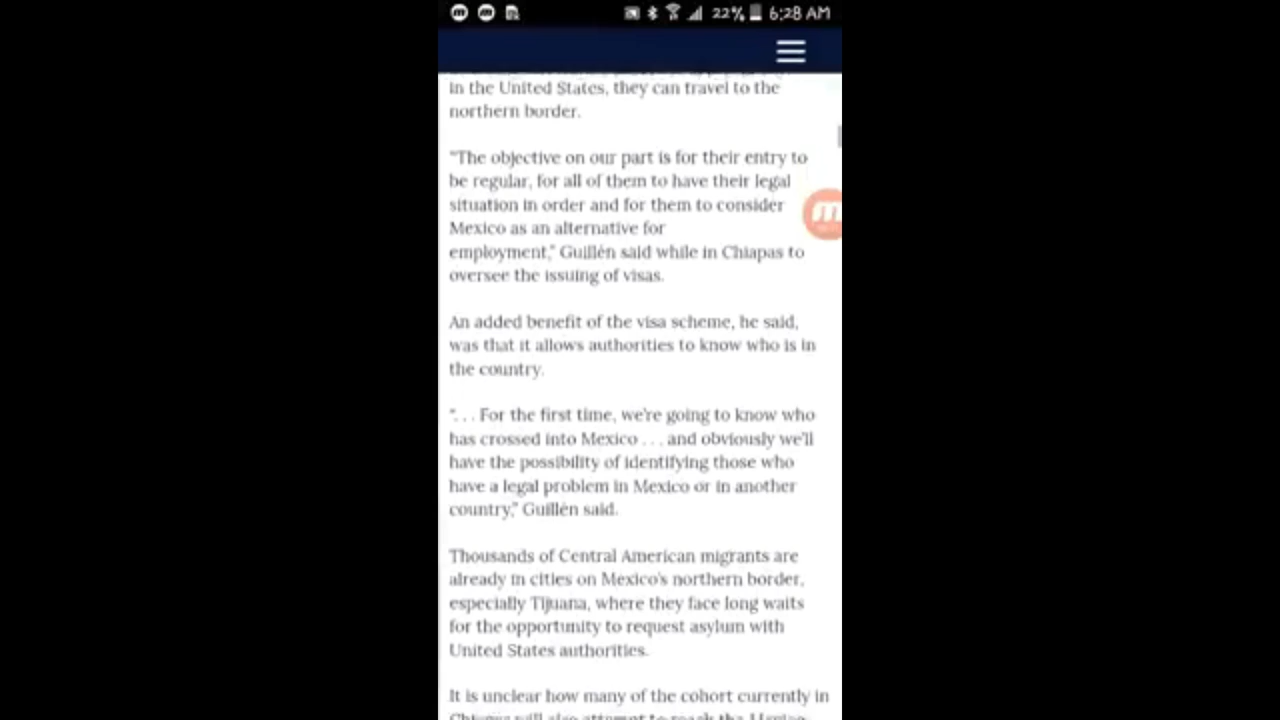 22% 6:28 AM
in the United States, they can travel to the
northern border.
"The objective on our part is for their entry to
be regular, for all of them to have their legal
situation in order and for them to consider
Mexico as an alternative for
employment," Guillén said while in Chiapas to
oversee the issuing of visas.
An added benefit of the visa scheme, he said,
was that it allows authorities to know who is in
the country.
". . . For the first time, we're going to know who
has crossed into Mexico . . . and obviously we'll
have the possibility of identifying those who
have a legal problem in Mexico or in another
country," Guillén said.
Thousands of Central American migrants are
already in cities on Mexico's northern border,
especially Tijuana, where they face long waits
for the opportunity to request asylum with
United States authorities.
It is unclear how many of the cohort currently in
Chiapas will also attempt to reach the